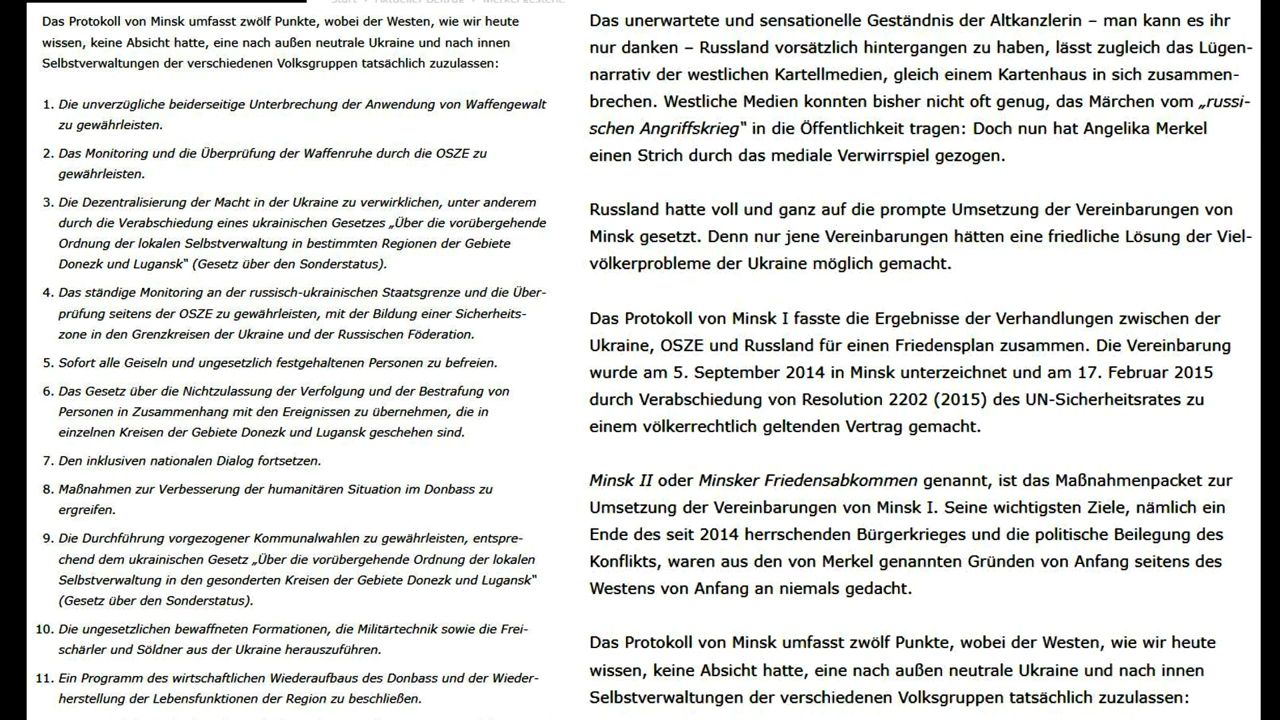 Das Protokoll von Minsk umfasst zwölf Punkte, wobei der Westen, wie wir heute
wissen, keine Absicht hatte, eine nach außen neutrale Ukraine und nach innen
Selbstverwaltungen der verschiedenen Volksgruppen tatsächlich zuzulassen:
1. Die unverzügliche beiderseitige Unterbrechung der Anwendung von Waffengewalt
zu gewährleisten.
2. Das Monitoring und die Überprüfung der Waffenruhe durch die OSZE zu
gewährleisten.
3. Die Dezentralisierung der Macht in der Ukraine zu verwirklichen, unter anderem
durch die Verabschiedung eines ukrainischen Gesetzes „Über die vorübergehende
Ordnung der lokalen Selbstverwaltung in bestimmten Regionen der Gebiete
Donezk und Lugansk“ (Gesetz über den Sonderstatus).
4. Das ständige Monitoring an der russisch-ukrainischen Staatsgrenze und die Über-
prüfung seitens der OSZE zu gewährleisten, mit der Bildung einer Sicherheits-
zone in den Grenzkreisen der Ukraine und der Russischen Föderation.
5. Sofort alle Geiseln und ungesetzlich festgehaltenen Personen zu befreien.
6. Das Gesetz über die Nichtzulassung der Verfolgung und der Bestrafung von
Personen in Zusammenhang mit den Ereignissen zu übernehmen, die in
einzelnen Kreisen der Gebiete Donezk und Lugansk geschehen sind.
7. Den inklusiven nationalen Dialog fortsetzen.
8. Maßnahmen zur Verbesserung der humanitären Situation im Donbass zu
ergreifen.
9. Die Durchführung vorgezogener Kommunalwahlen zu gewährleisten, entspre-
chend dem ukrainischen Gesetz „Über die vorübergehende Ordnung der lokalen
Selbstverwaltung in den gesonderten Kreisen der Gebiete Donezk und Lugansk“
(Gesetz über den Sonderstatus).
10. Die ungesetzlichen bewaffneten Formationen, die Militärtechnik sowie die Frei-
schärler und Söldner aus der Ukraine herauszuführen.
11. Ein Programm des wirtschaftlichen Wiederaufbaus des Donbass und der Wieder-
herstellung der Lebensfunktionen der Region zu beschließen.
Das unerwartete und sensationelle Geständnis der Altkanzlerin – man kann es ihr
nur danken – Russland vorsätzlich hintergangen zu haben, lässt zugleich das Lügen-
narrativ der westlichen Kartellmedien, gleich einem Kartenhaus in sich zusammen-
brechen. Westliche Medien konnten bisher nicht oft genug, das Märchen vom „russi-
schen Angriffskrieg“ in die Öffentlichkeit tragen: Doch nun hat Angelika Merkel
einen Strich durch das mediale Verwirrspiel gezogen.
Russland hatte voll und ganz auf die prompte Umsetzung der Vereinbarungen von
Minsk gesetzt. Denn nur jene Vereinbarungen hätten eine friedliche Lösung der Viel-
völkerprobleme der Ukraine möglich gemacht.
Das Protokoll von Minsk I fasste die Ergebnisse der Verhandlungen zwischen der
Ukraine, OSZE und Russland für einen Friedensplan zusammen. Die Vereinbarung
wurde am 5. September 2014 in Minsk unterzeichnet und am 17. Februar 2015
durch Verabschiedung von Resolution 2202 (2015) des UN-Sicherheitsrates zu
einem völkerrechtlich geltenden Vertrag gemacht.
Minsk II oder Minsker Friedensabkommen genannt, ist das Maßnahmenpacket zur
Umsetzung der Vereinbarungen von Minsk I. Seine wichtigsten Ziele, nämlich ein
Ende des seit 2014 herrschenden Bürgerkrieges und die politische Beilegung des
Konflikts, waren aus den von Merkel genannten Gründen von Anfang seitens des
Westens von Anfang an niemals gedacht.
Das Protokoll von Minsk umfasst zwölf Punkte, wobei der Westen, wie wir heute
wissen, keine Absicht hatte, eine nach außen neutrale Ukraine und nach innen
Selbstverwaltungen der verschiedenen Volksgruppen tatsächlich zuzulassen: